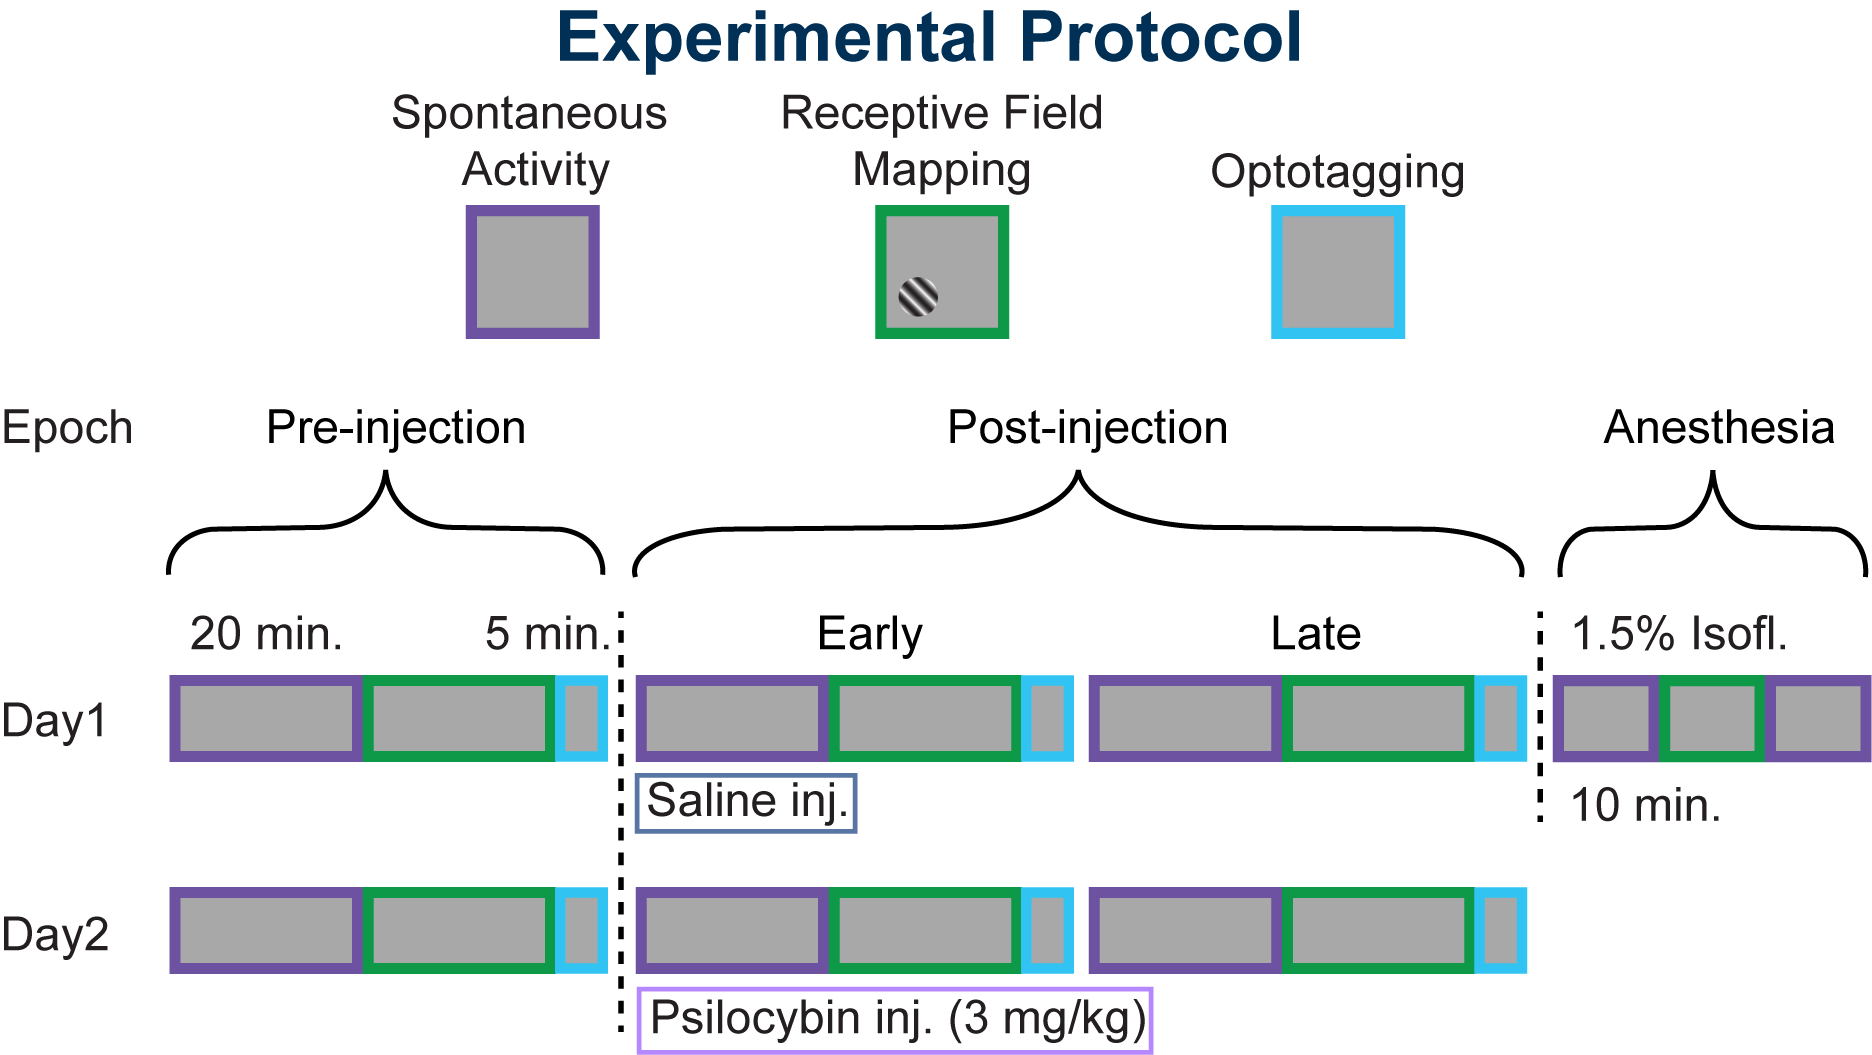 Experimental Protocol
Spontaneous
Activity
Receptive Field
Mapping
Optotagging
Epoch
Pre-injection
Post-injection
Anesthesia
20 min.
5 min.
Early
Late
1.5% Isofl.
Day1
Saline inj.
10 min.
Day2
Psilocybin inj. (3 mg/kg)